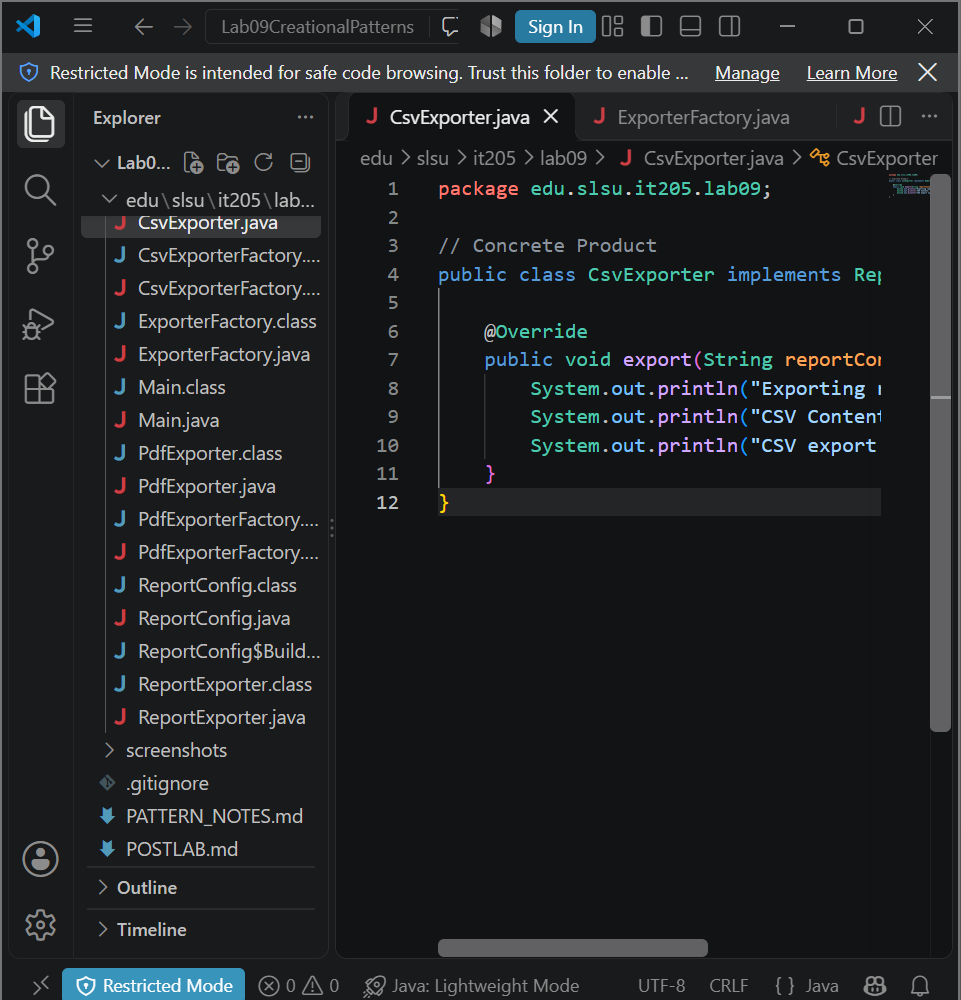 Lab09CreationalPatterns
Sign In
Restricted Mode is intended for safe code browsing. Trust this folder to enable ... Manage Learn More
Explorer
Lab0...
edu\slsu\it205\lab...
CsvExporter.java
CsvExporterFactory....
CsvExporterFactory....
ExporterFactory.class
ExporterFactory.java
Main.class
Main.java
PdfExporter.class
PdfExporter.java
PdfExporterFactory....
PdfExporterFactory....
ReportConfig.class
ReportConfig.java
ReportConfig$Build...
ReportExporter.class
ReportExporter.java
screenshots
.gitignore
PATTERN_NOTES.md
POSTLAB.md
Outline
Timeline
CsvExporter.java ExporterFactory.java
edu > slsu > it205 > lab09 > CsvExporter.java > CsvExporter
1 package edu.slsu.it205.lab09;
2
3 // Concrete Product
4 public class CsvExporter implements Rep
5
6 @Override
7 public void export(String reportCon
8 System.out.println("Exporting r
9 System.out.println("CSV Content
10 System.out.println("CSV export
11 }
12 }
Restricted Mode 0 0 Java: Lightweight Mode UTF-8 CRLF { } Java